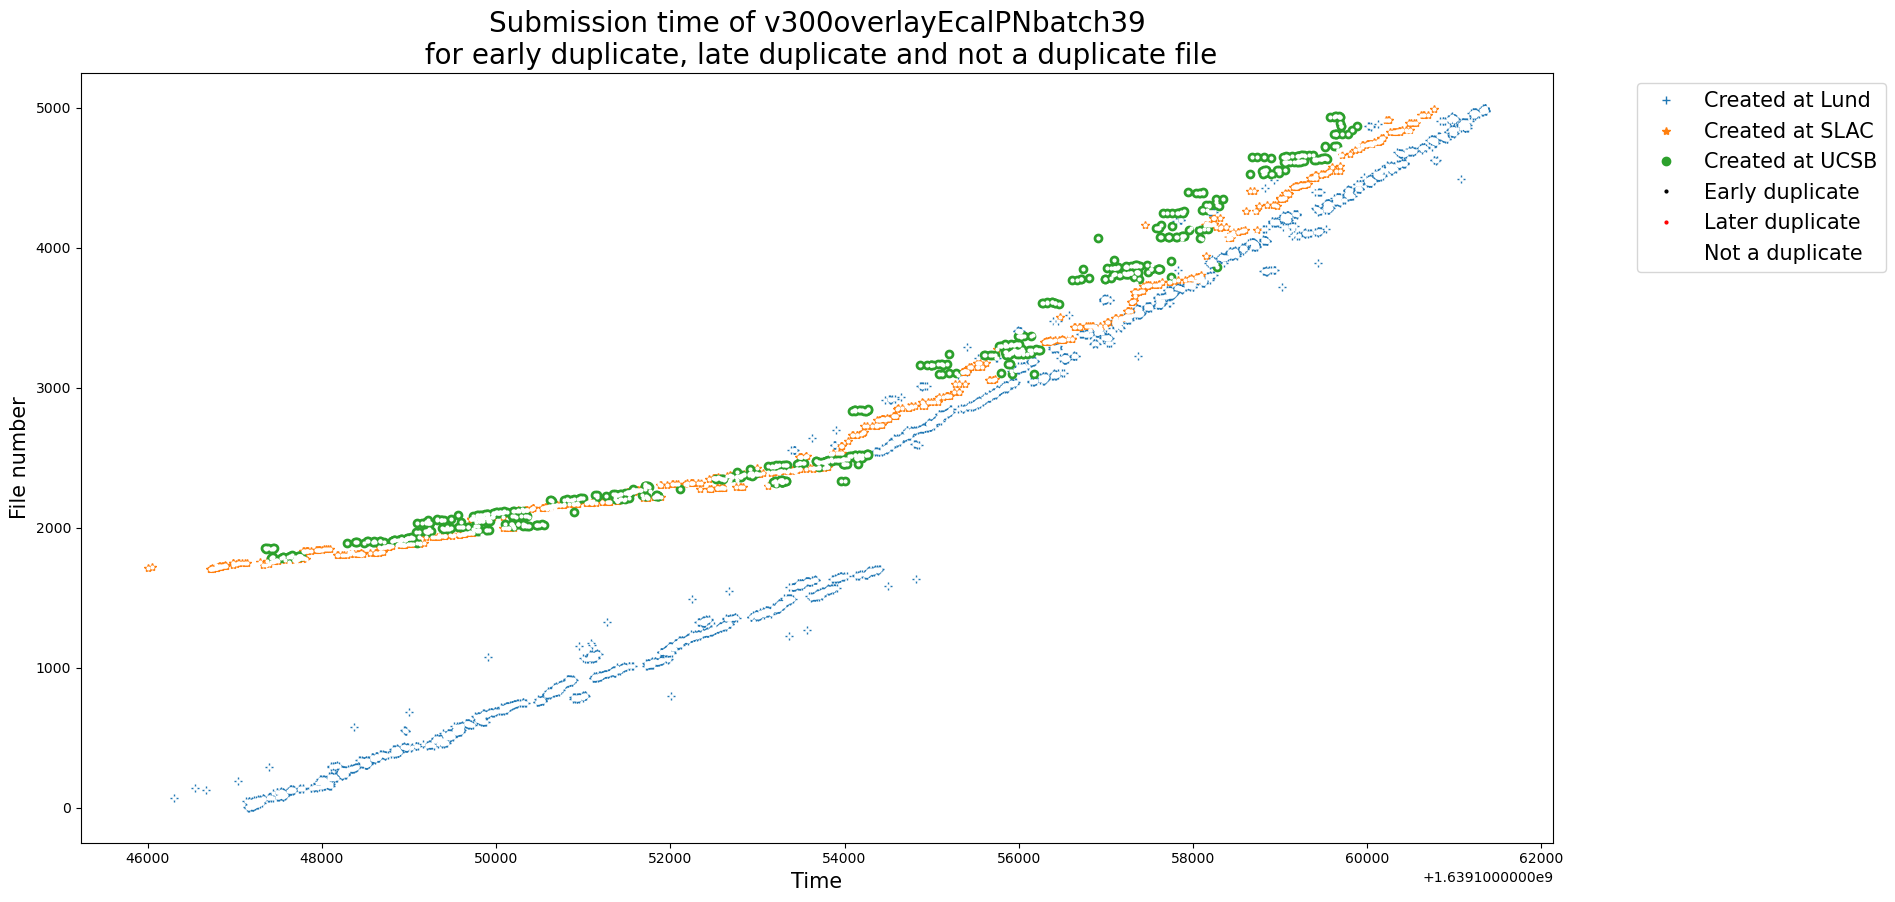 Submission time of v300overlayEcalPNbatch39
for early duplicate, late duplicate and not a duplicate file
Created at Lund
Created at SLAC
Created at UCSB
Early duplicate
Later duplicate
Not a duplicate
File number
5000
4000
3000
2000
1000
0
46000 48000 50000 52000 54000 56000 58000 60000 62000
+1.6391000000e9
Time